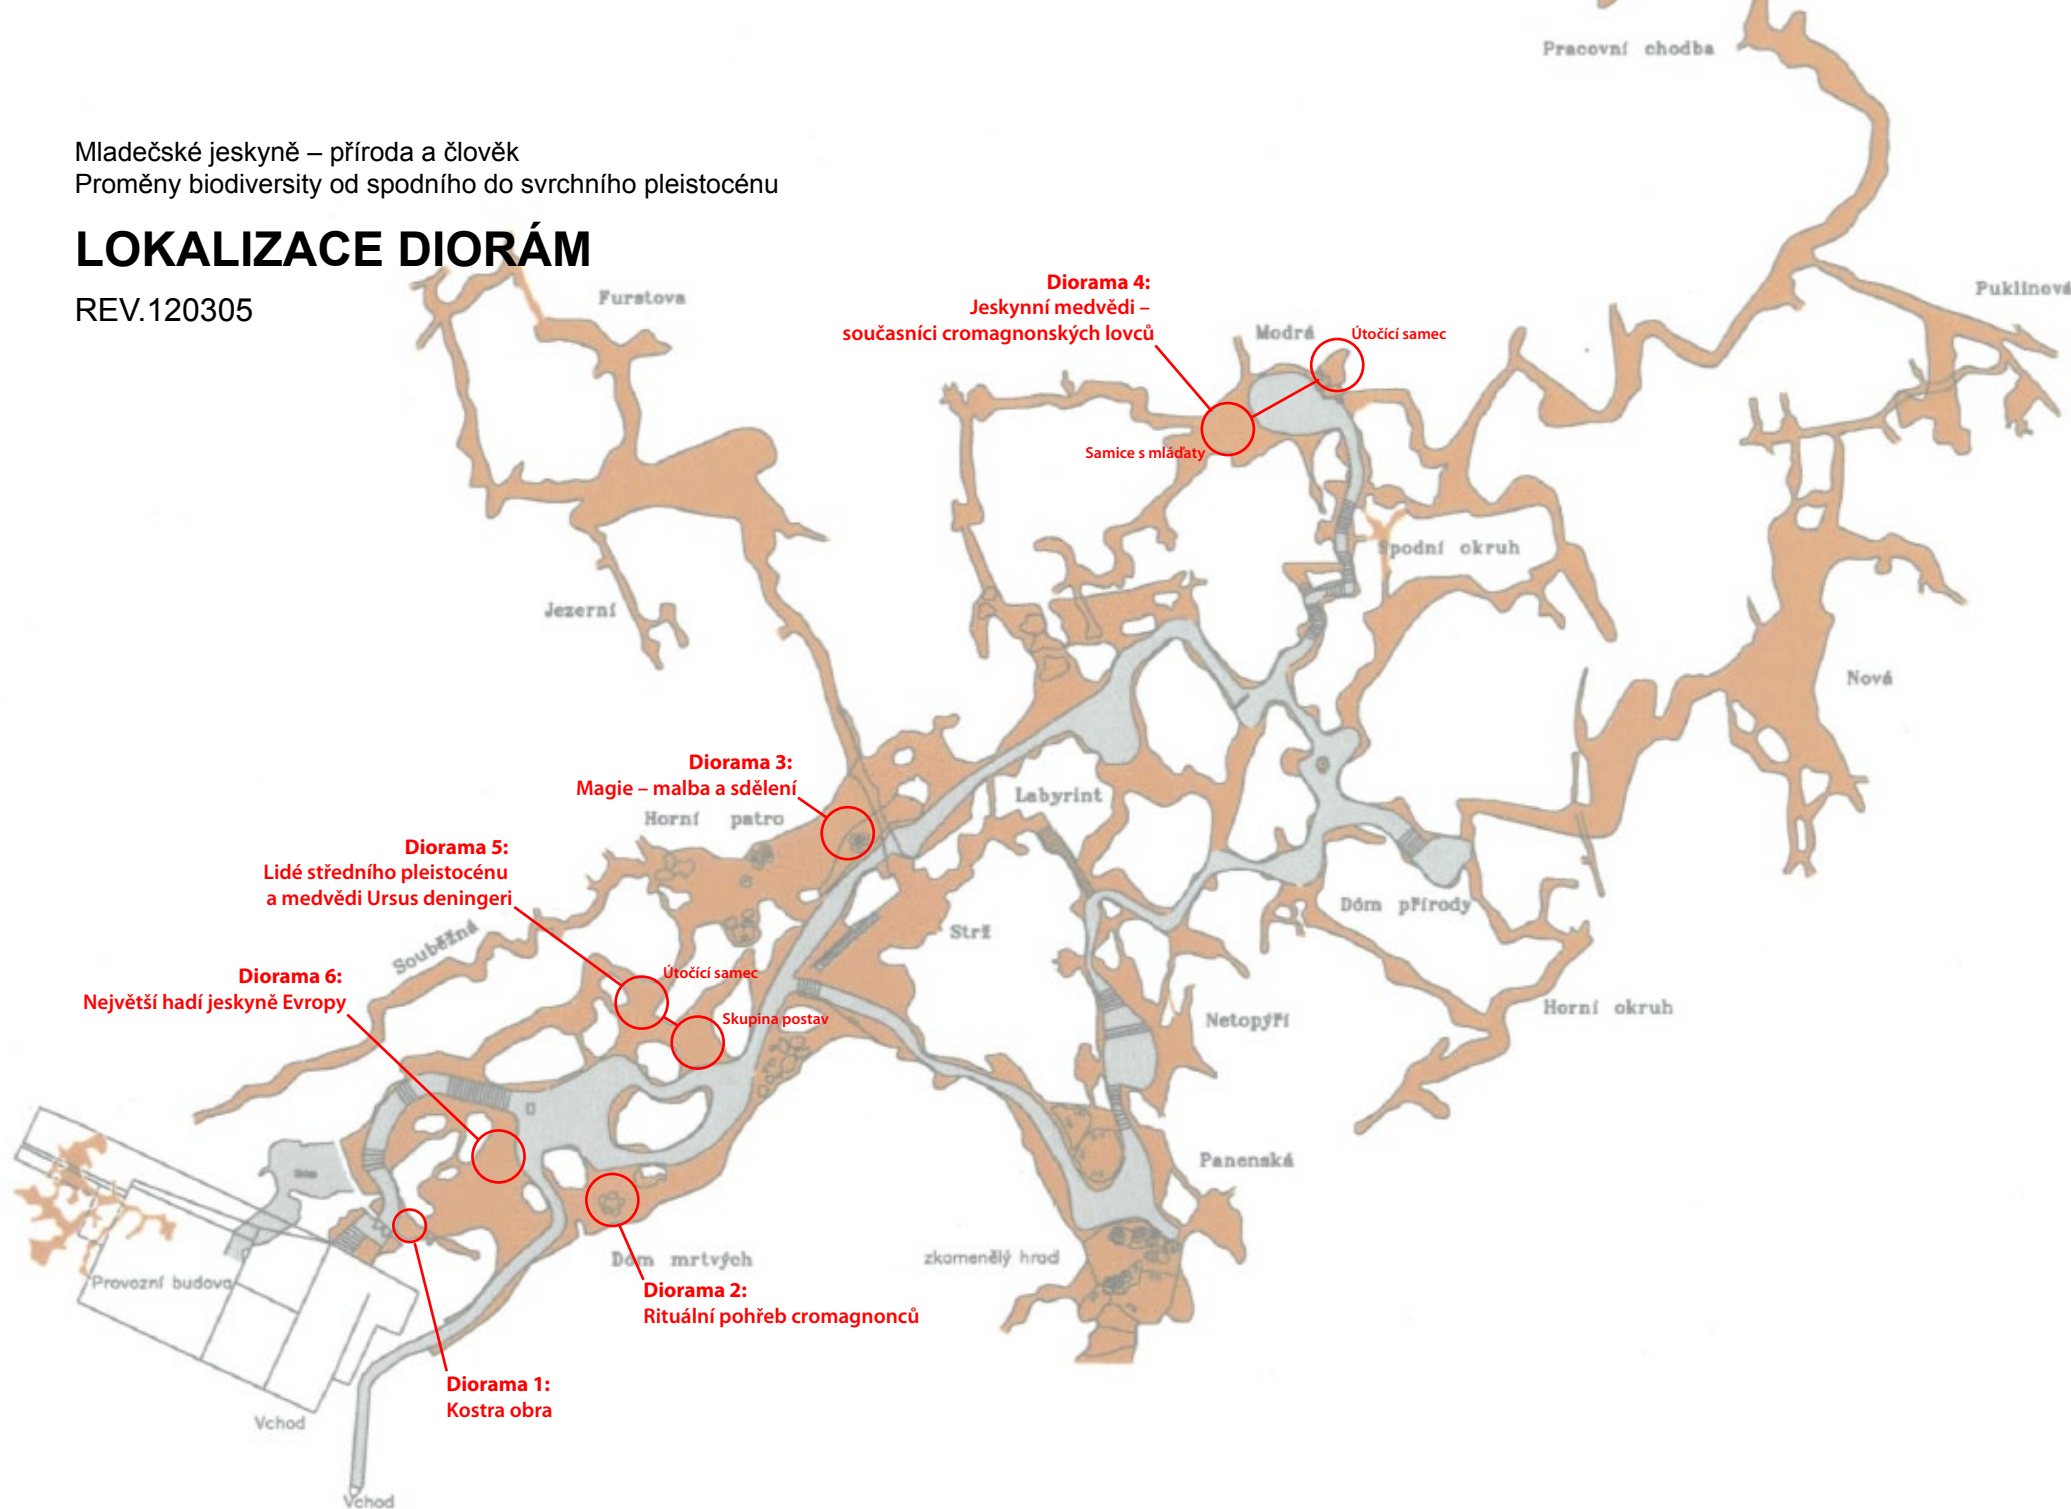 Mladečské jeskyně – příroda a člověk
Proměny biodiversity od spodního do svrchního pleistocénu
LOKALIZACE DIORÁM
REV.120305
Pracovní chodba
Furstova
Puklinová
Diorama 4:
Jeskynní medvědi –
současníci cromagnonských lovců
Modrá
Útočící samec
Samice s mláďaty
Spodní okruh
Jezerní
Nová
Diorama 3:
Magie – malba a sdělení
Labyrint
Horní patro
Diorama 5:
Lidé středního pleistocénu
a medvědi Ursus deningeri
Dóm přírody
Strž
Souběžná
Diorama 6:
Největší hadí jeskyně Evropy
Útočící samec
Skupina postav
Netopýří
Horní okruh
Panenská
Dóm mrtvých
zkamenělý hrad
Provozní budova
Diorama 2:
Rituální pohřeb cromagnonců
Diorama 1:
Kostra obra
Vchod
Vchod